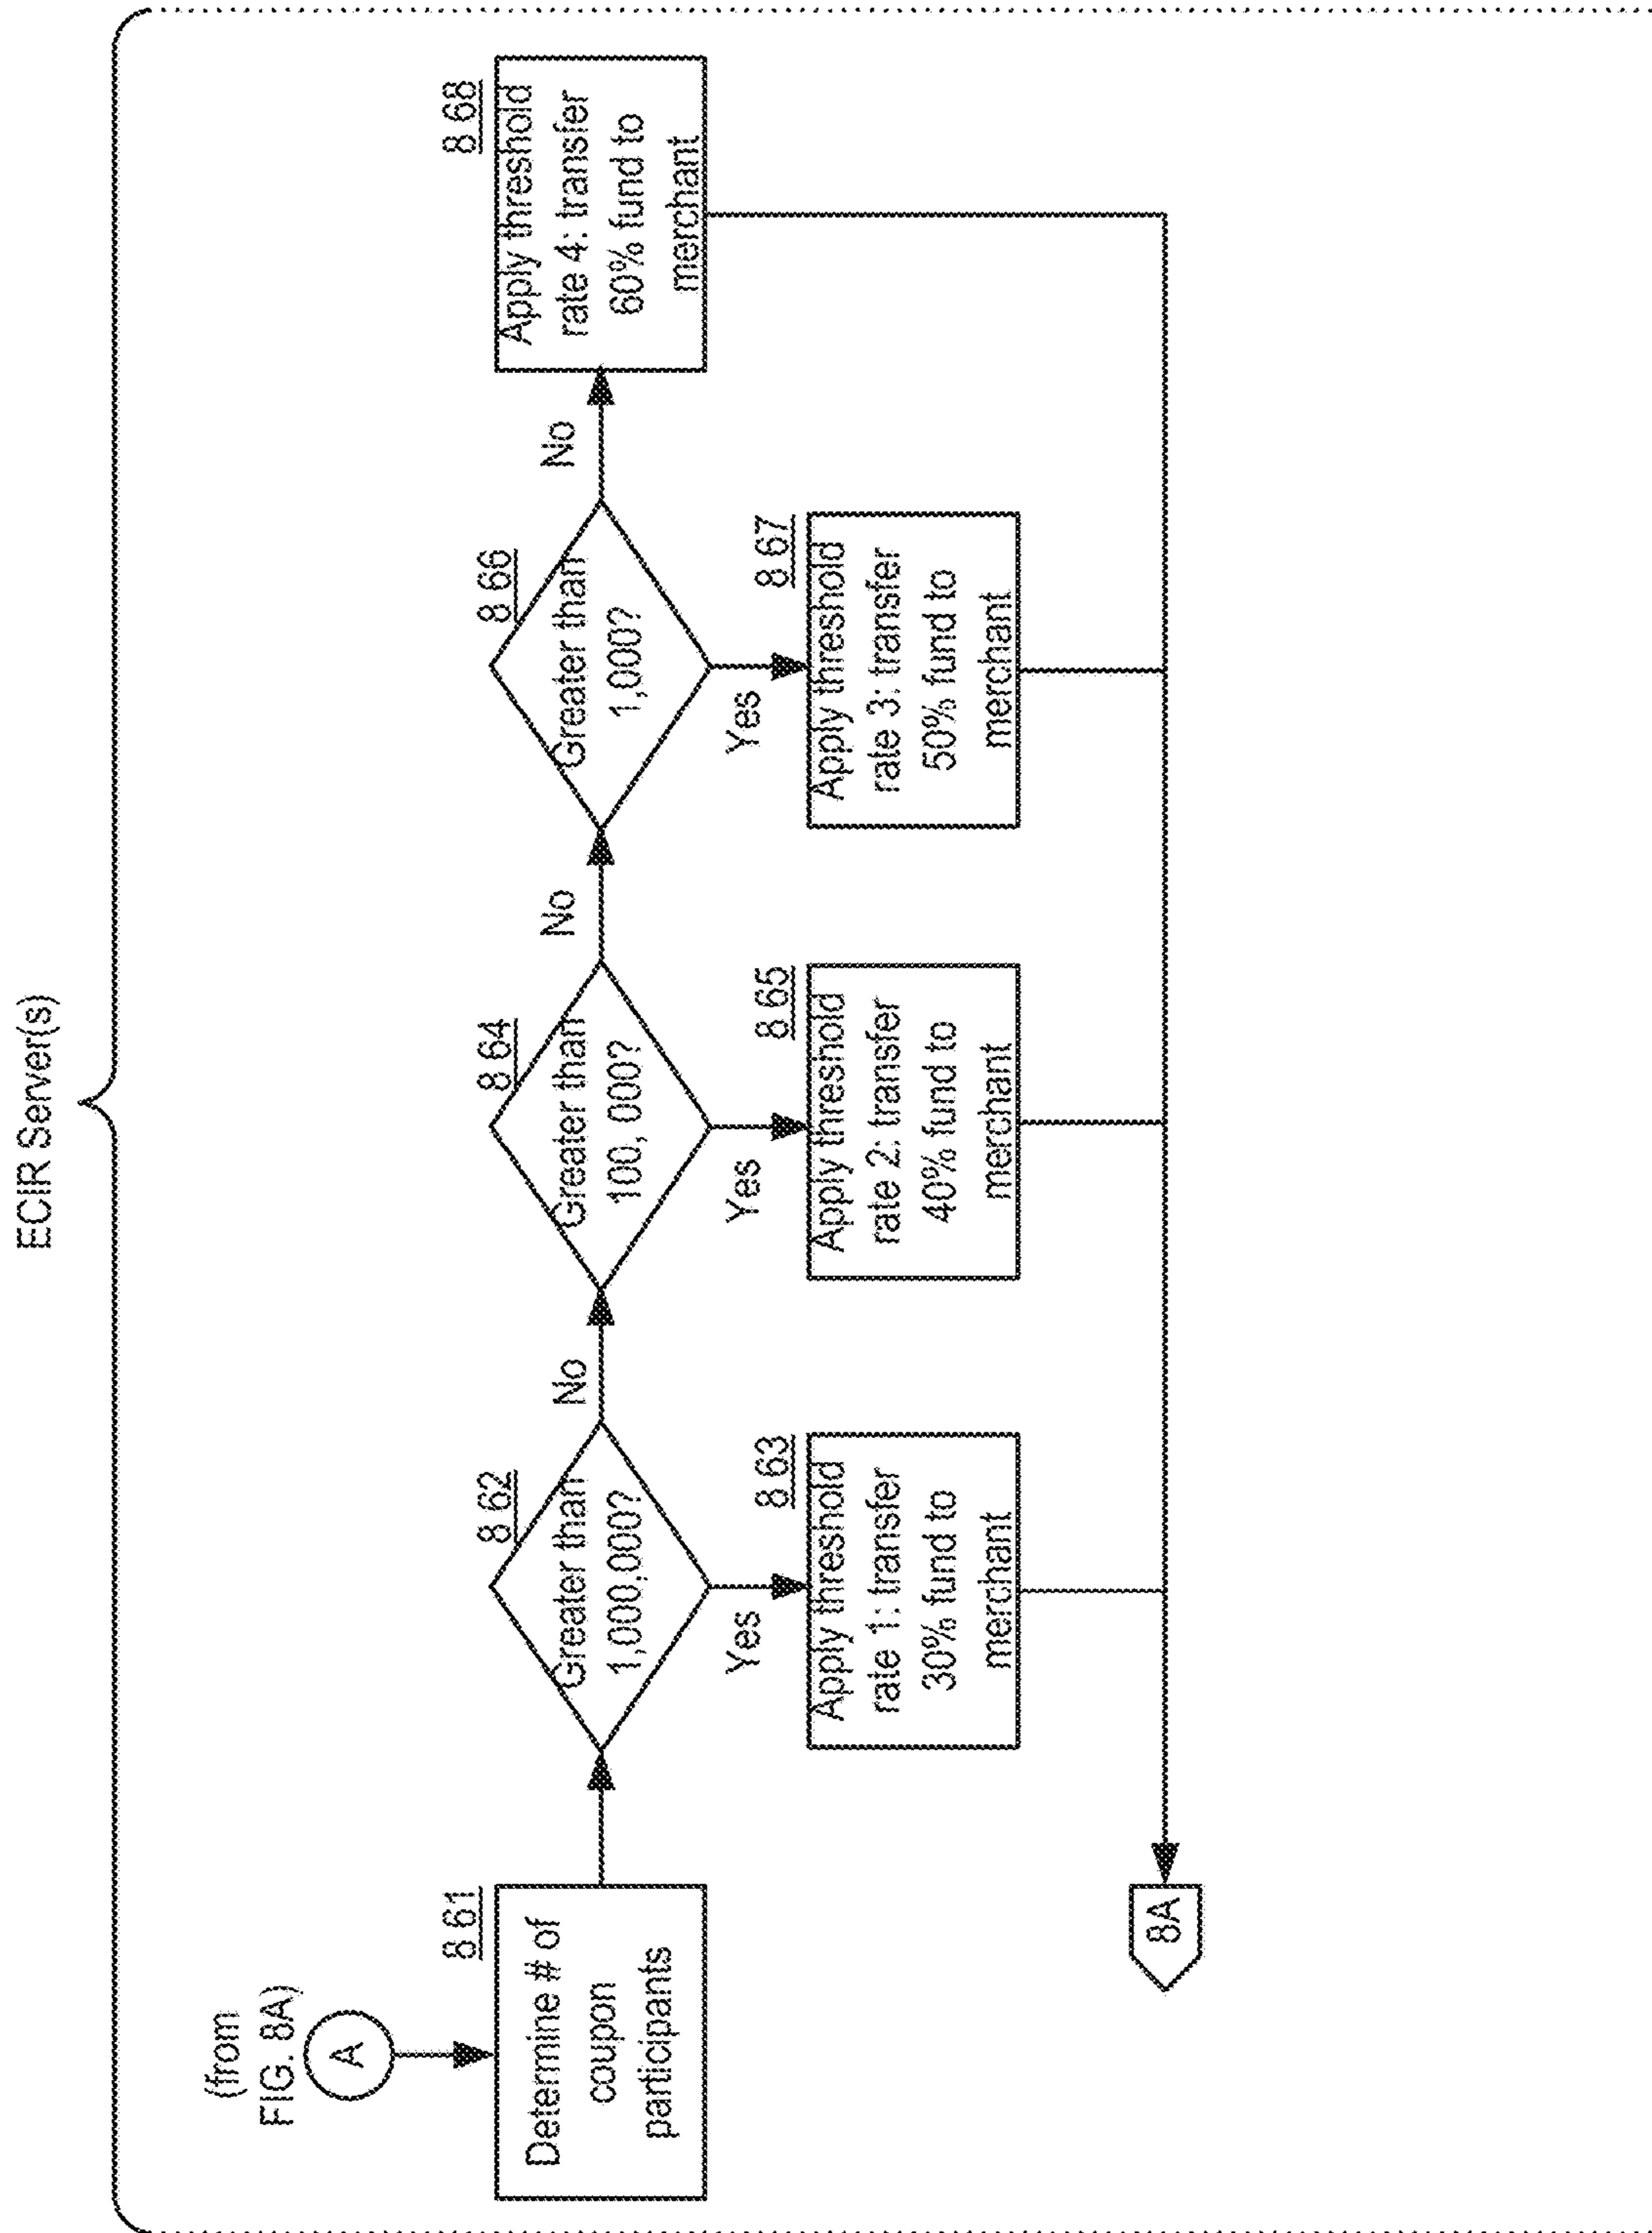 ECIR Server(s)
(from
FIG. 8A)
A
8 61
Determine # of
coupon
participants
8 62
Greater than
1,000,000?
No
Yes
8 63
Apply threshold
rate 1: transfer
30% fund to
merchant
8 64
Greater than
100, 000?
No
Yes
8 65
Apply threshold
rate 2: transfer
40% fund to
merchant
8 66
Greater than
1,000?
No
Yes
8 67
Apply threshold
rate 3: transfer
50% fund to
merchant
8 68
Apply threshold
rate 4: transfer
60% fund to
merchant
8A